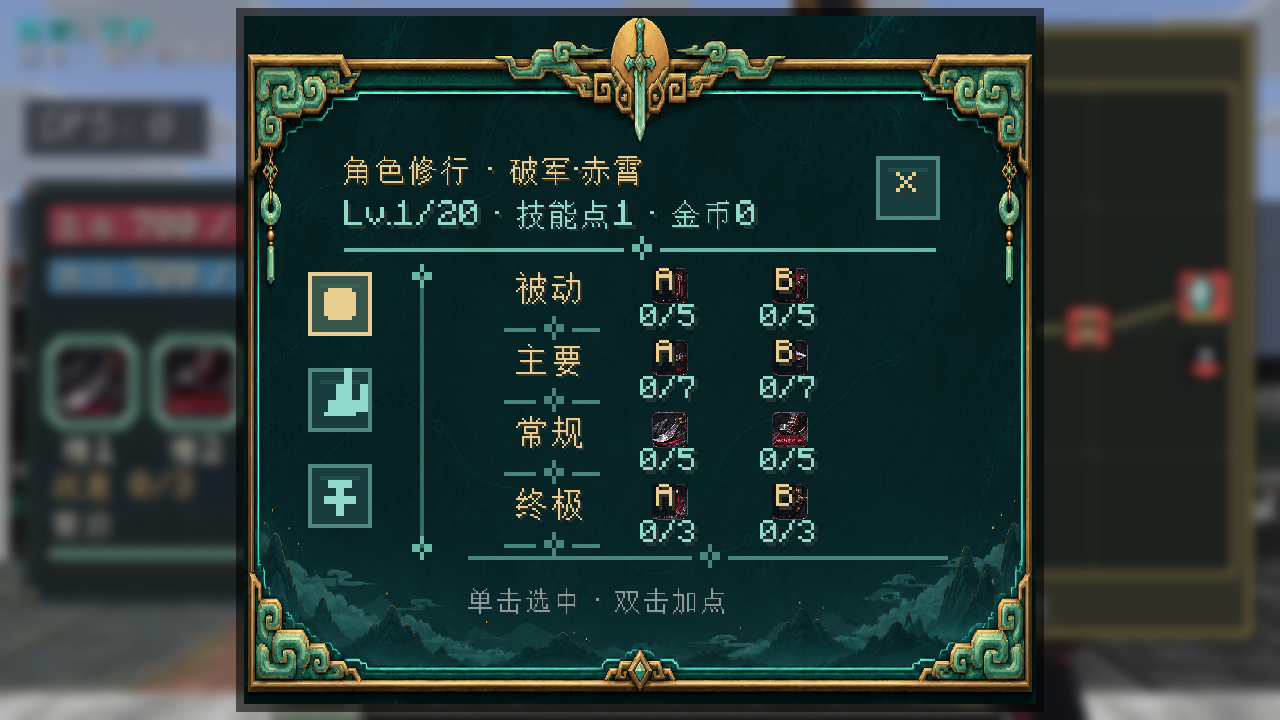 角色修行 · 破军·赤霄
Lv.1/20 · 技能点1 · 金币0
×
被动 A 0/5 B 0/5
主要 A 0/7 B 0/7
常规 0/5 0/5
终极 A 0/3 B 0/3
单击选中 · 双击加点
DPS: 0